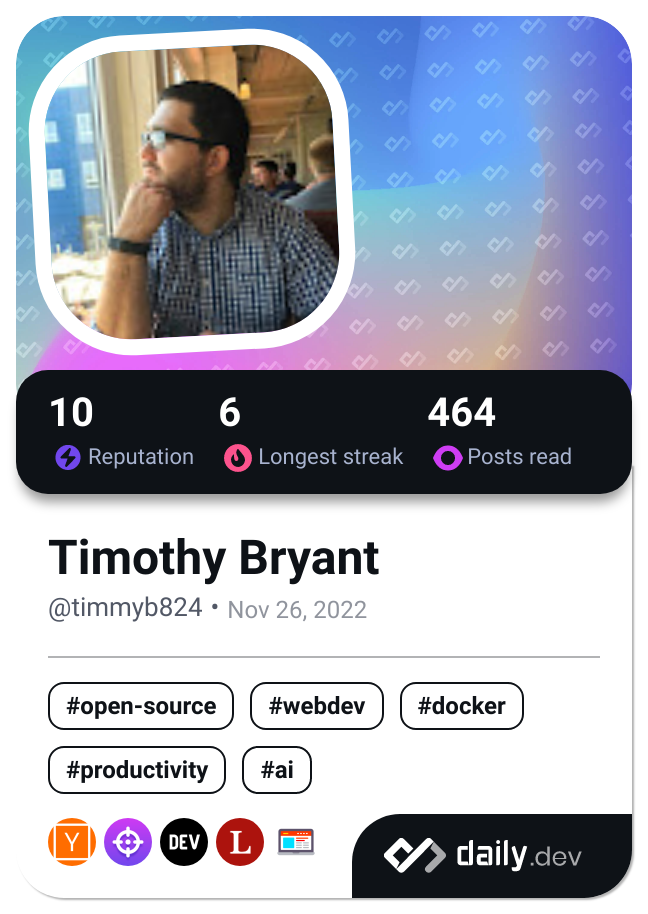 10 6 464
Reputation Longest streak Posts read
Timothy Bryant
@timmyb824 • Nov 26, 2022
#open-source #webdev #docker
#productivity #ai
Y DEV L
daily.dev